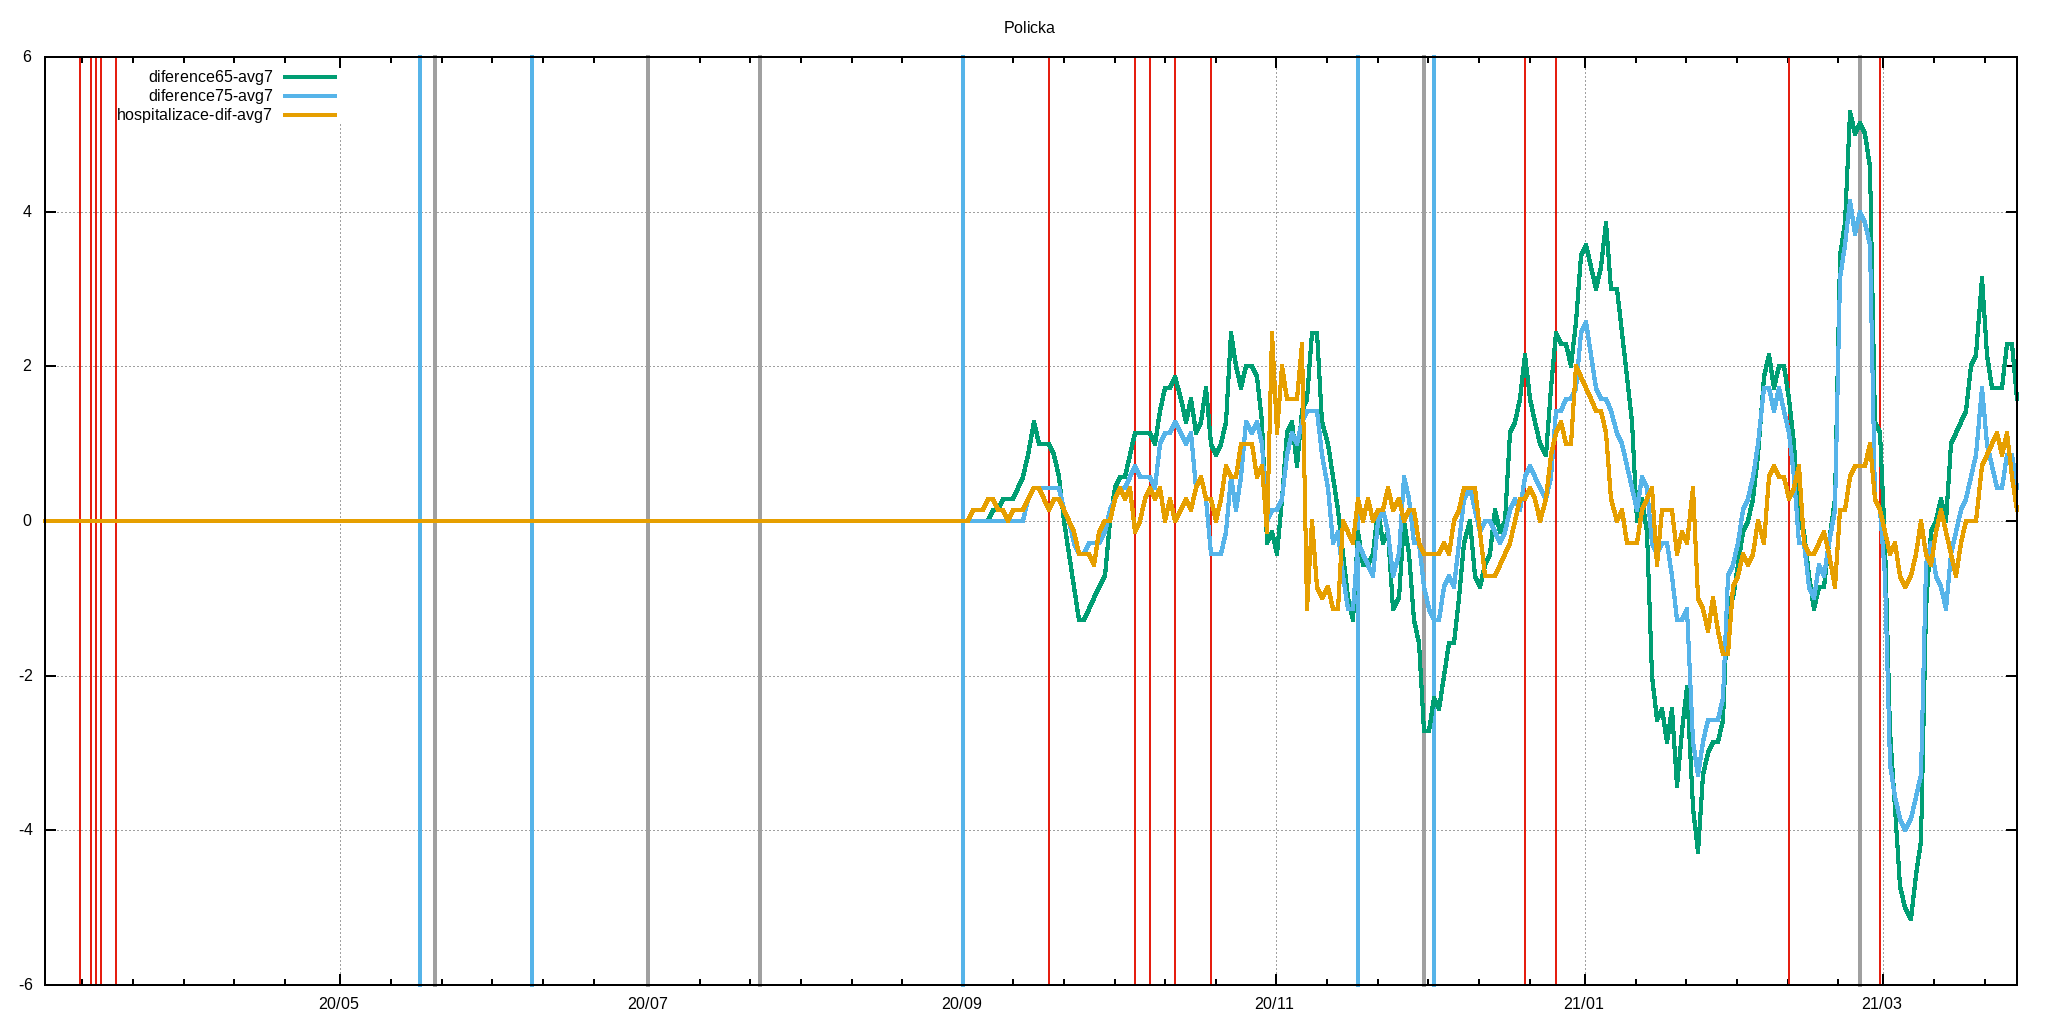 Policka
6
diference65-avg7
diference75-avg7
hospitalizace-dif-avg7
4
2
0
-2
-4
-6
20/05 20/07 20/09 20/11 21/01 21/03